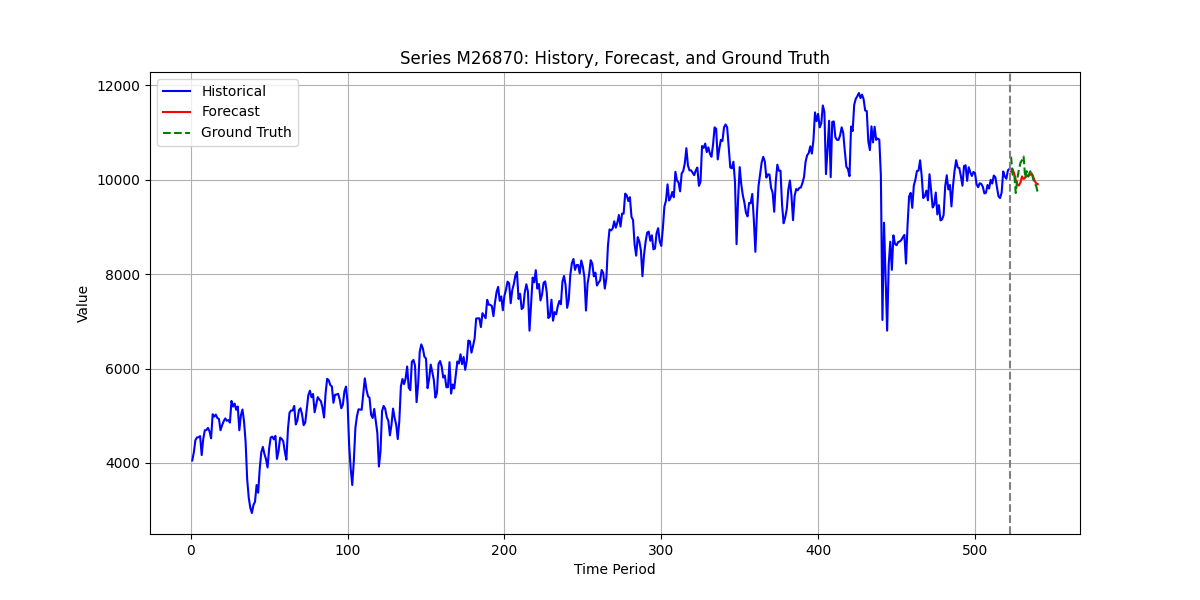 Series M26870: History, Forecast, and Ground Truth
Historical
Forecast
Ground Truth
12000
10000
8000
6000
4000
Value
0 100 200 300 400 500
Time Period